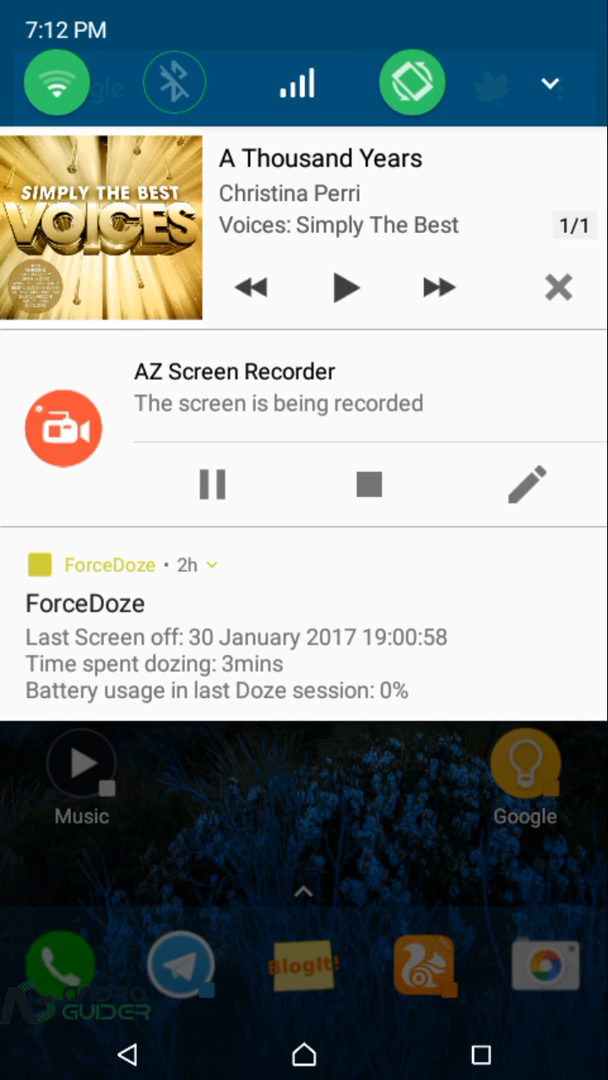 7:12 PM
gle
SIMPLY THE BEST
VOICES
A Thousand Years
Christina Perri
Voices: Simply The Best
1/1
AZ Screen Recorder
The screen is being recorded
ForceDoze • 2h
ForceDoze
Last Screen off: 30 January 2017 19:00:58
Time spent dozing: 3mins
Battery usage in last Doze session: 0%
Music
Google
BlogIt!
ANDRO
GUIDER